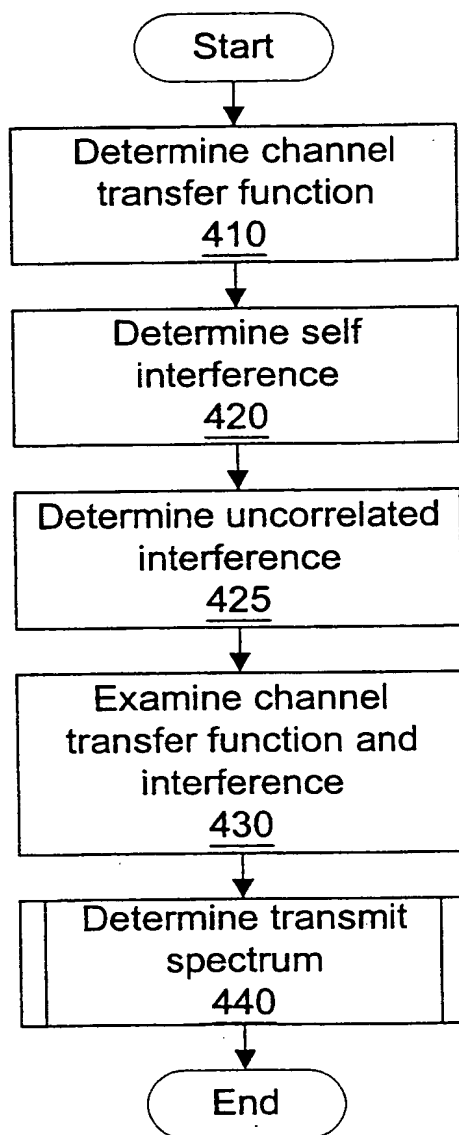 Start
Determine channel
transfer function
410
Determine self
interference
420
Determine uncorrelated
interference
425
Examine channel
transfer function and
interference
430
Determine transmit
spectrum
440
End